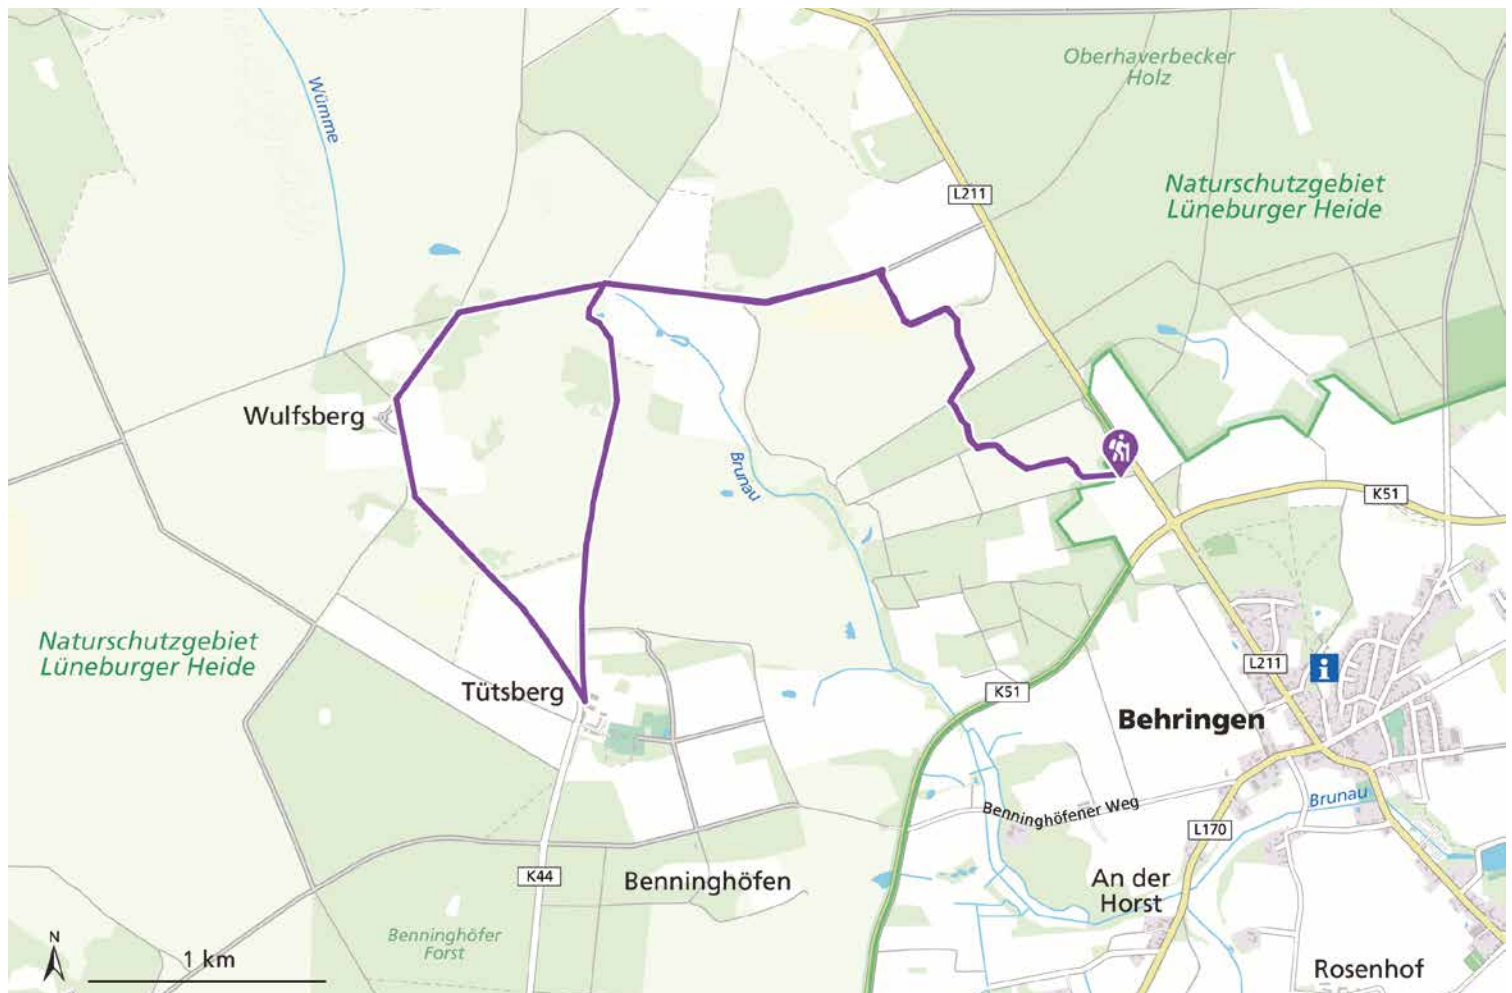 Oberhaverbecker
Holz
Wümme
Naturschutzgebiet
Lüneburger Heide
L211
Wulfsberg
Brunau
K51
Naturschutzgebiet
Lüneburger Heide
L211
i
Tütsberg
K51
Behringen
Brunau
Benninghöfener Weg
L170
K44
Benninghöfen
An der
Horst
Benninghöfer
Forst
N
1 km
Rosenhof